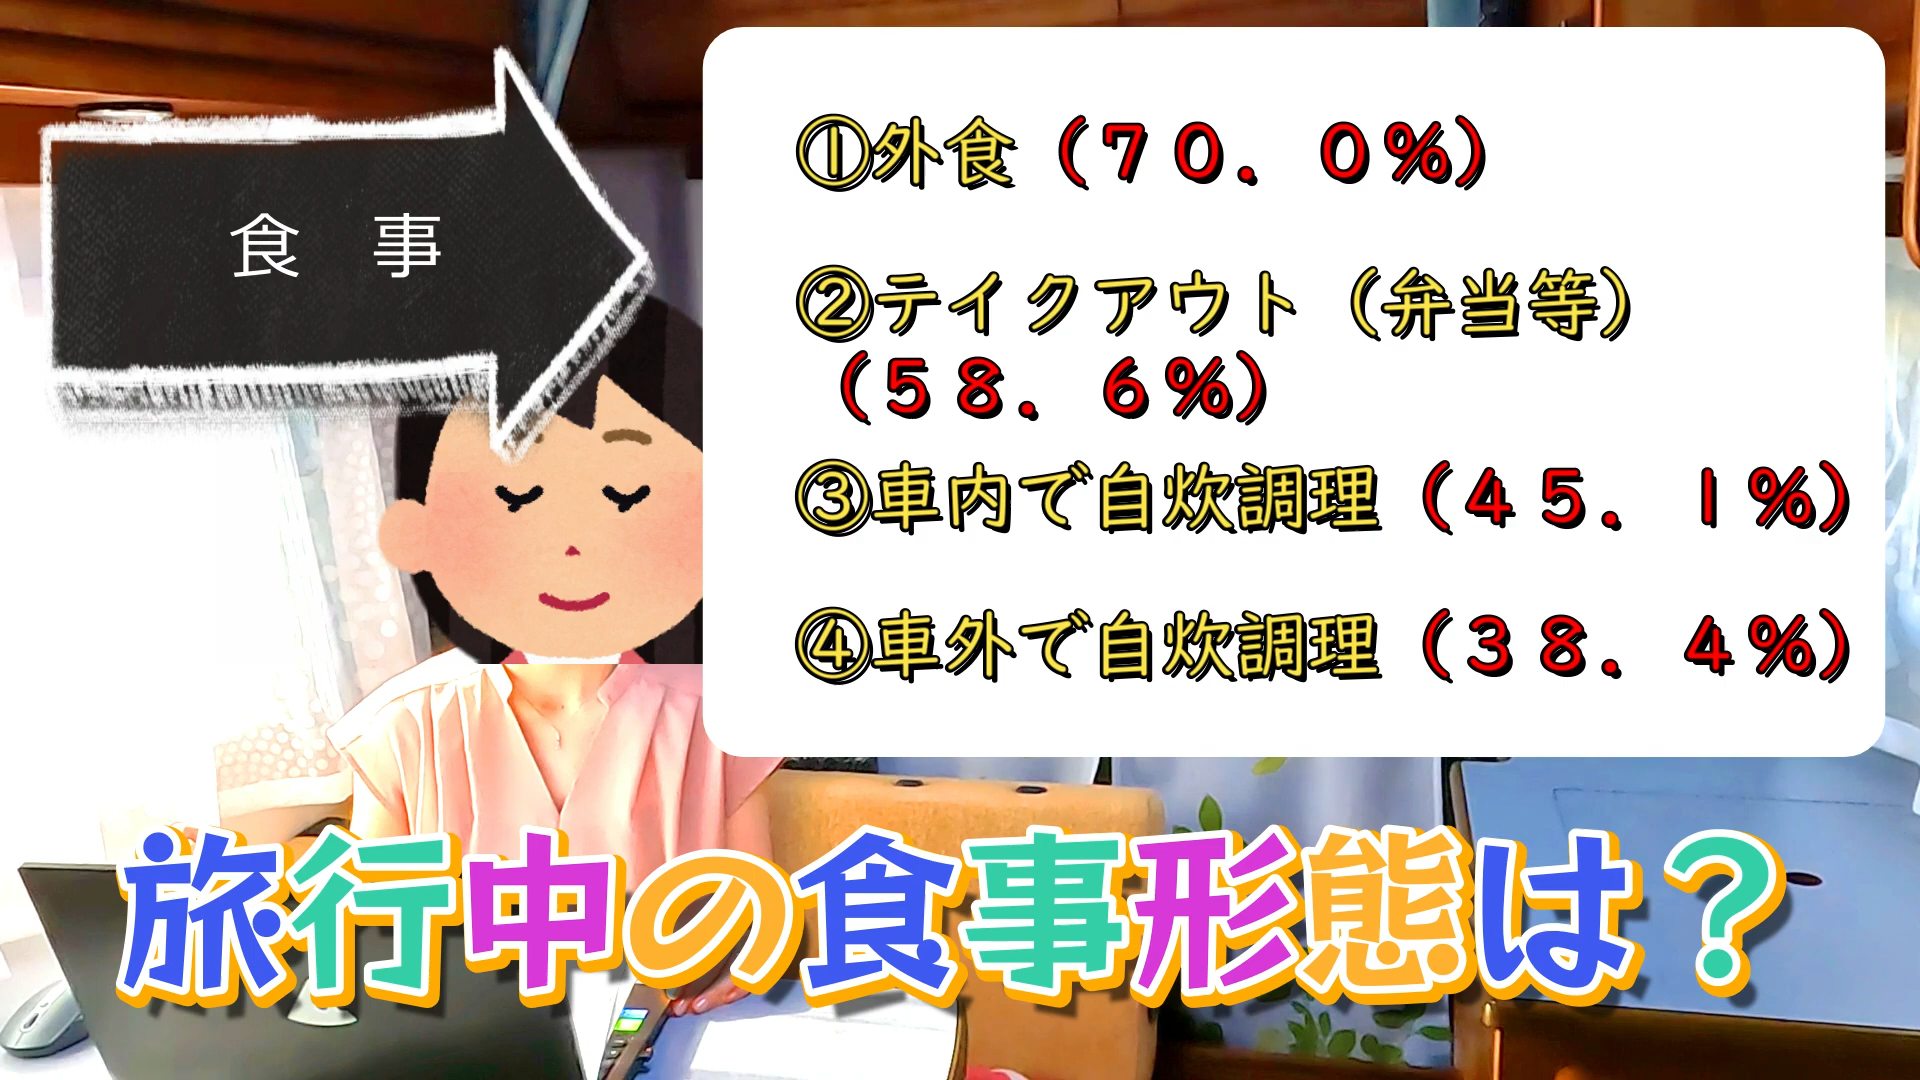 食　事
①外食（７０．０％）
②テイクアウト（弁当等）
（５８．６％）
③車内で自炊調理（４５．１％）
④車外で自炊調理（３８．４％）
旅行中の食事形態は？